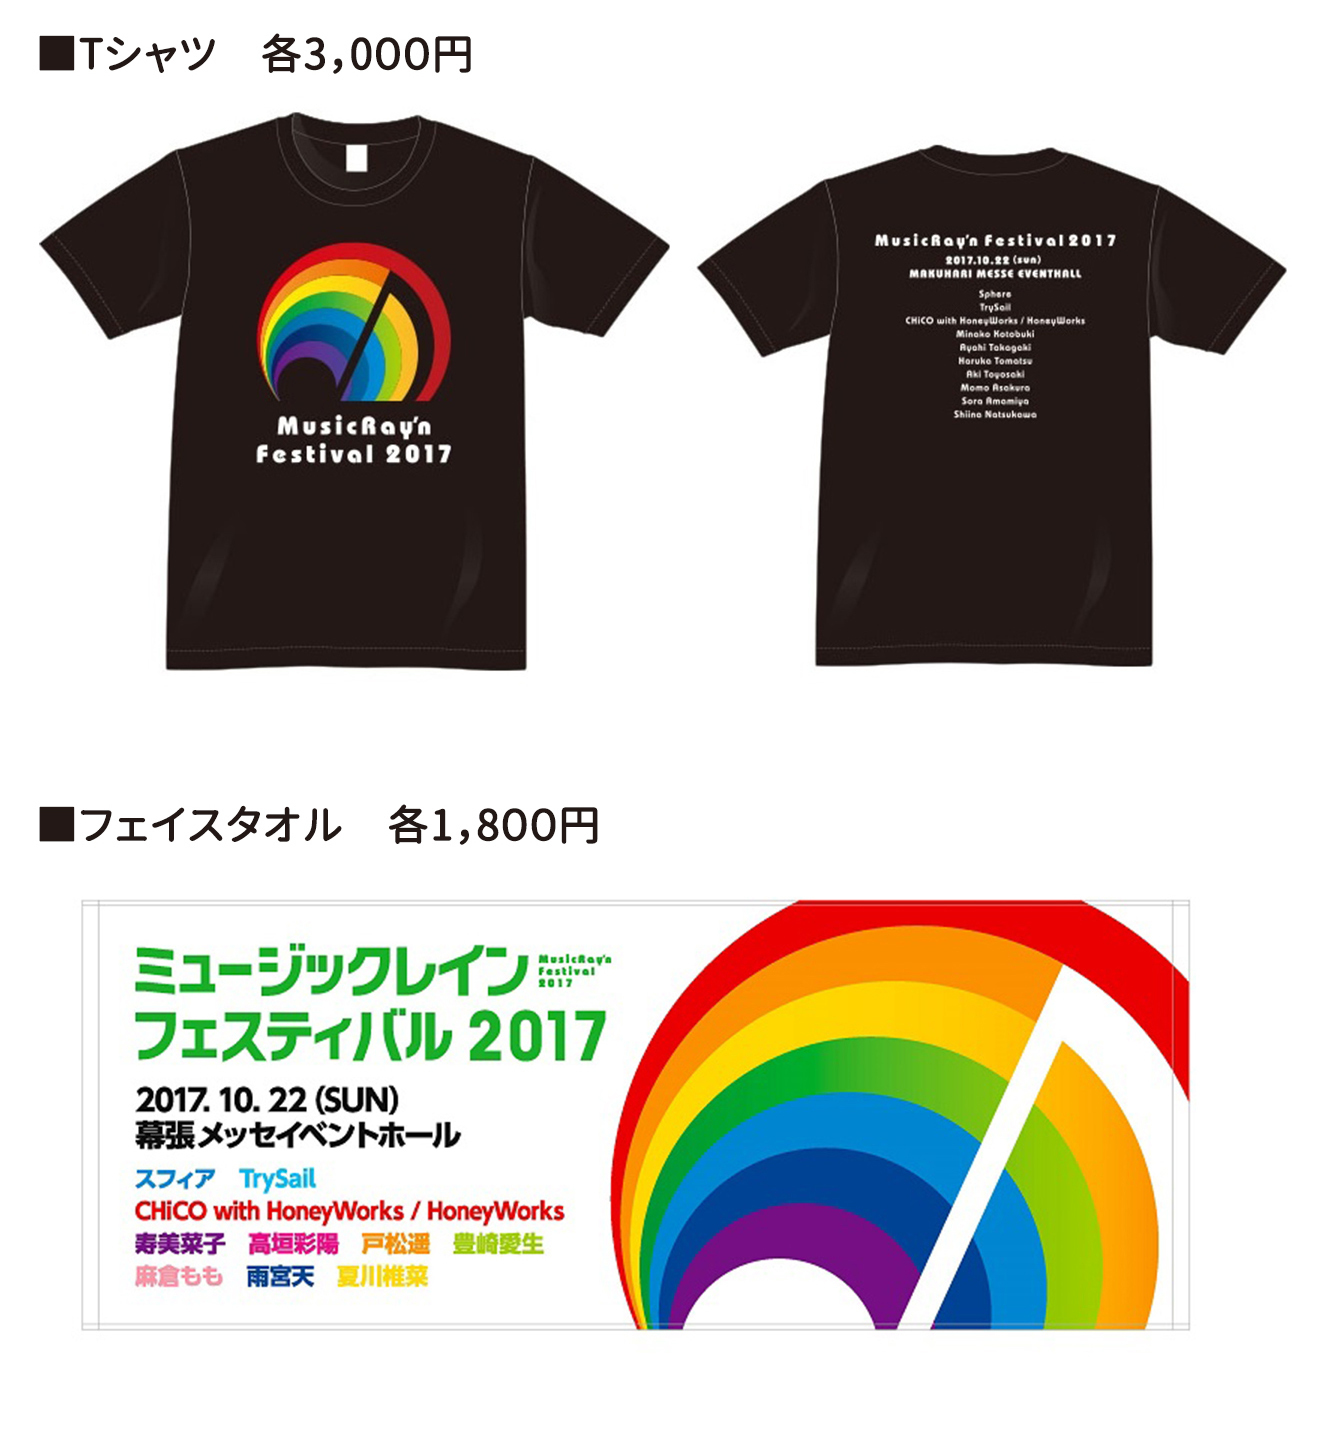 ■Tシャツ　各3,000円
MusicRay'n
Festival 2017
MusicRay'n Festival 2017
2017.10.22 (sun)
MAKUHARI MESSE EVENTHALL
Sphere
TrySail
CHiCO with HoneyWorks / HoneyWorks
Minako Kotobuki
Ayahi Takagaki
Haruka Tomatsu
Aki Toyosaki
Momo Asakura
Sora Amamiya
Shiina Natsukawa
■フェイスタオル　各1,800円
ミュージックレイン
MusicRay'n
Festival
2017
フェスティバル 2017
2017. 10. 22 (SUN)
幕張メッセイベントホール
スフィア　TrySail
CHiCO with HoneyWorks / HoneyWorks
寿美菜子　高垣彩陽　戸松遥　豊崎愛生
麻倉もも　雨宮天　夏川椎菜